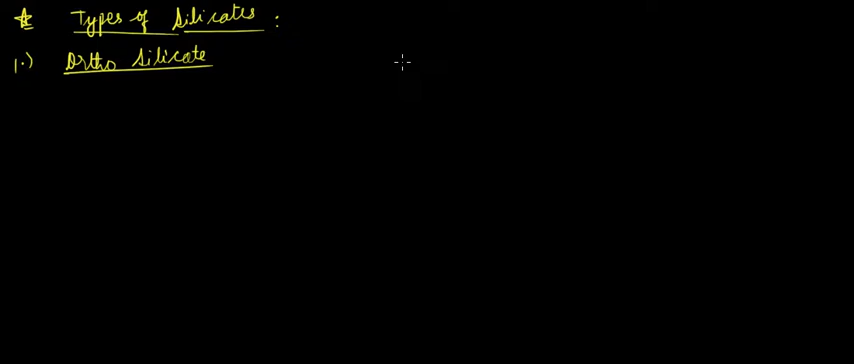 ★ Types of Silicates :
1.) Ortho Silicate